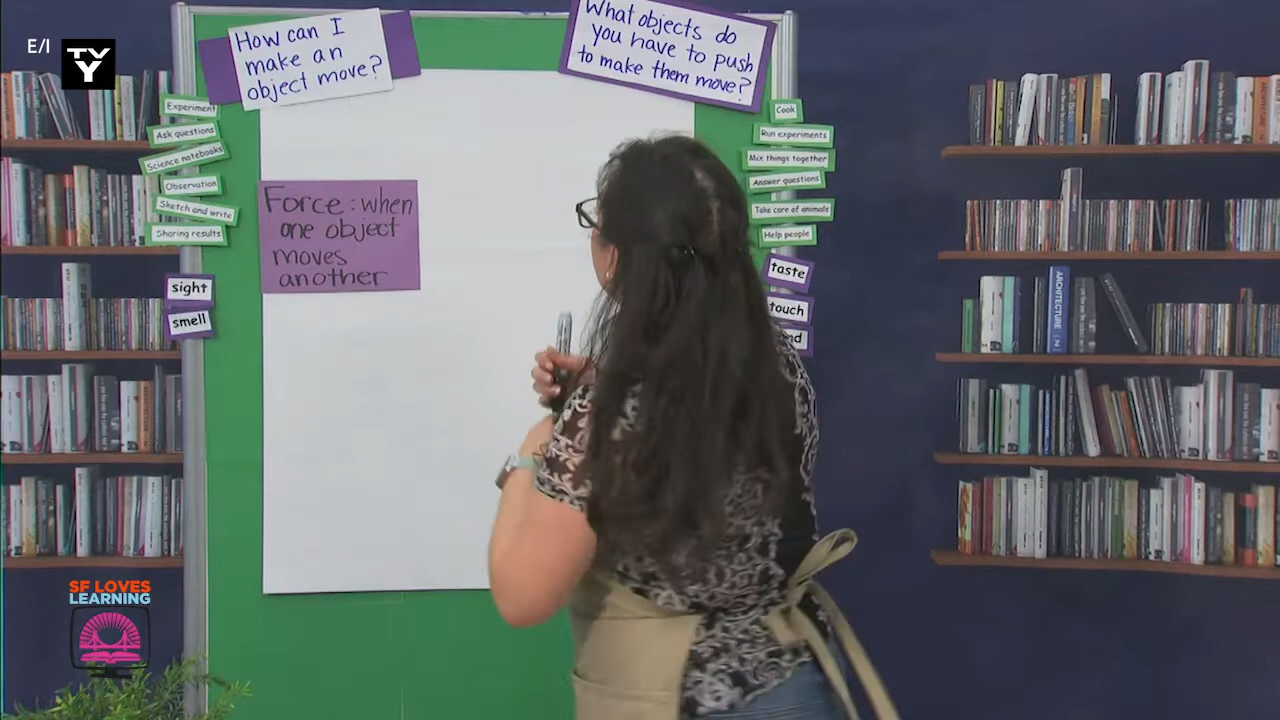 E/I
TV
Y
How can I
make an
object move?
What objects do
you have to push
to make them move?
Experiment
Ask questions
Science notebooks
Observation
Sketch and write
Sharing results
sight
smell
Force: when
one object
moves
another
Cook
Run experiments
Mix things together
Answer questions
Take care of animals
Help people
taste
touch
ARCHITECTURE
SF LOVES
LEARNING